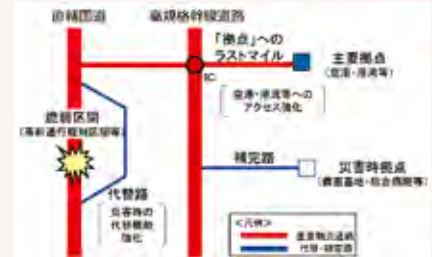 直轄国道
高規格幹線道路
「拠点」への
ラストマイル
IC
主要拠点
(空港・港湾等)
空港・港湾等への
アクセス強化
脆弱区間
(事前通行規制区間等)
補完路
災害時拠点
(備蓄基地・総合病院等)
代替路
災害時の
代替機能
強化
<凡例>
重要物流道路
代替・補完路